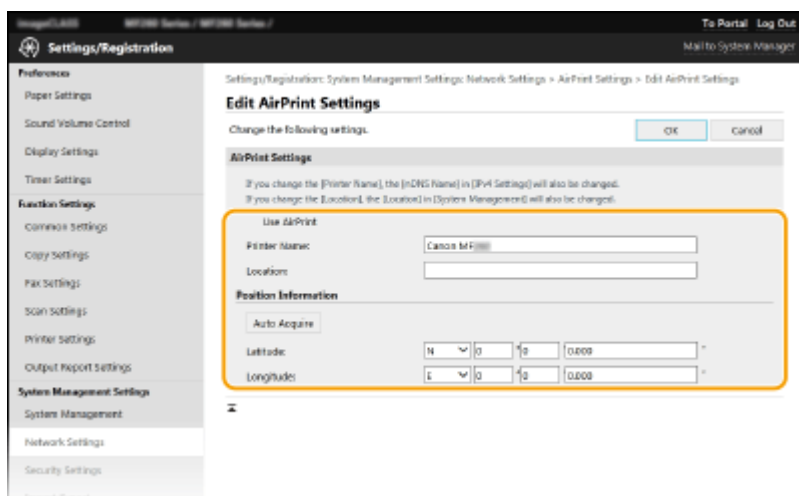 To Portal Log Out
Settings/Registration
Mail to System Manager
Preferences
Paper Settings
Sound Volume Control
Display Settings
Timer Settings
Function Settings
Common Settings
Copy Settings
Fax Settings
Scan Settings
Printer Settings
Output Report Settings
System Management Settings
System Management
Network Settings
Security Settings
Settings/Registration: System Management Settings: Network Settings > AirPrint Settings > Edit AirPrint Settings
Edit AirPrint Settings
Change the following settings.
OK
Cancel
AirPrint Settings
If you change the [Printer Name], the [mDNS Name] in [IPv4 Settings] will also be changed.
If you change the [Location], the [Location] in [System Management] will also be changed.
Use AirPrint
Printer Name: Canon MF
Location:
Position Information
Auto Acquire
Latitude: N 0 ° 0 ' 0.000 "
Longitude: E 0 ° 0 ' 0.000 "